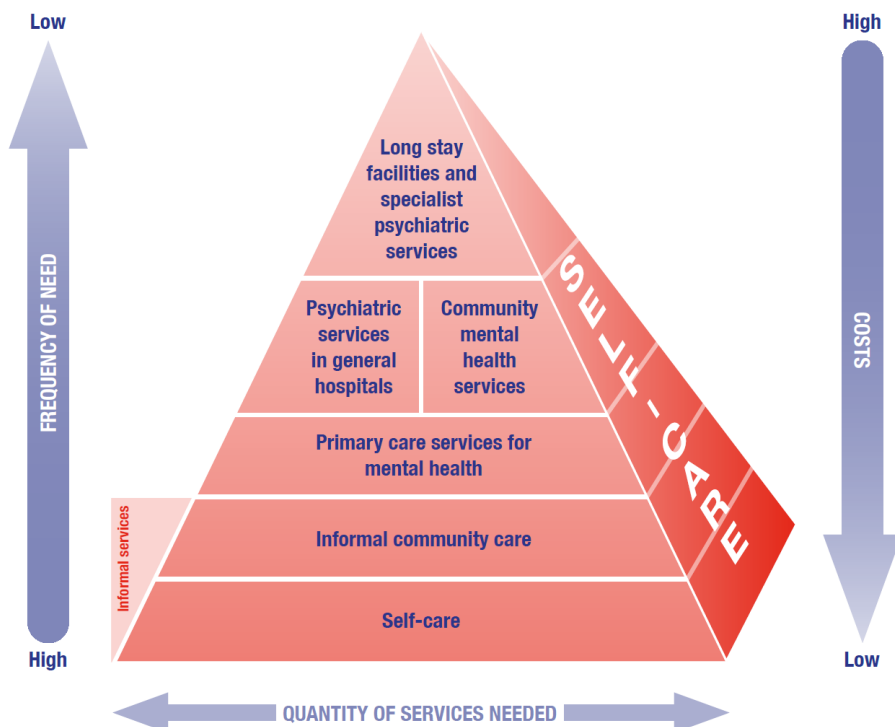 Low
High
Long stay
facilities and
specialist
psychiatric
services
Psychiatric
services
in general
hospitals
Community
mental
health
services
SELF-CARE
FREQUENCY OF NEED
COSTS
Primary care services for
mental health
Informal services
Informal community care
Self-care
High
Low
QUANTITY OF SERVICES NEEDED